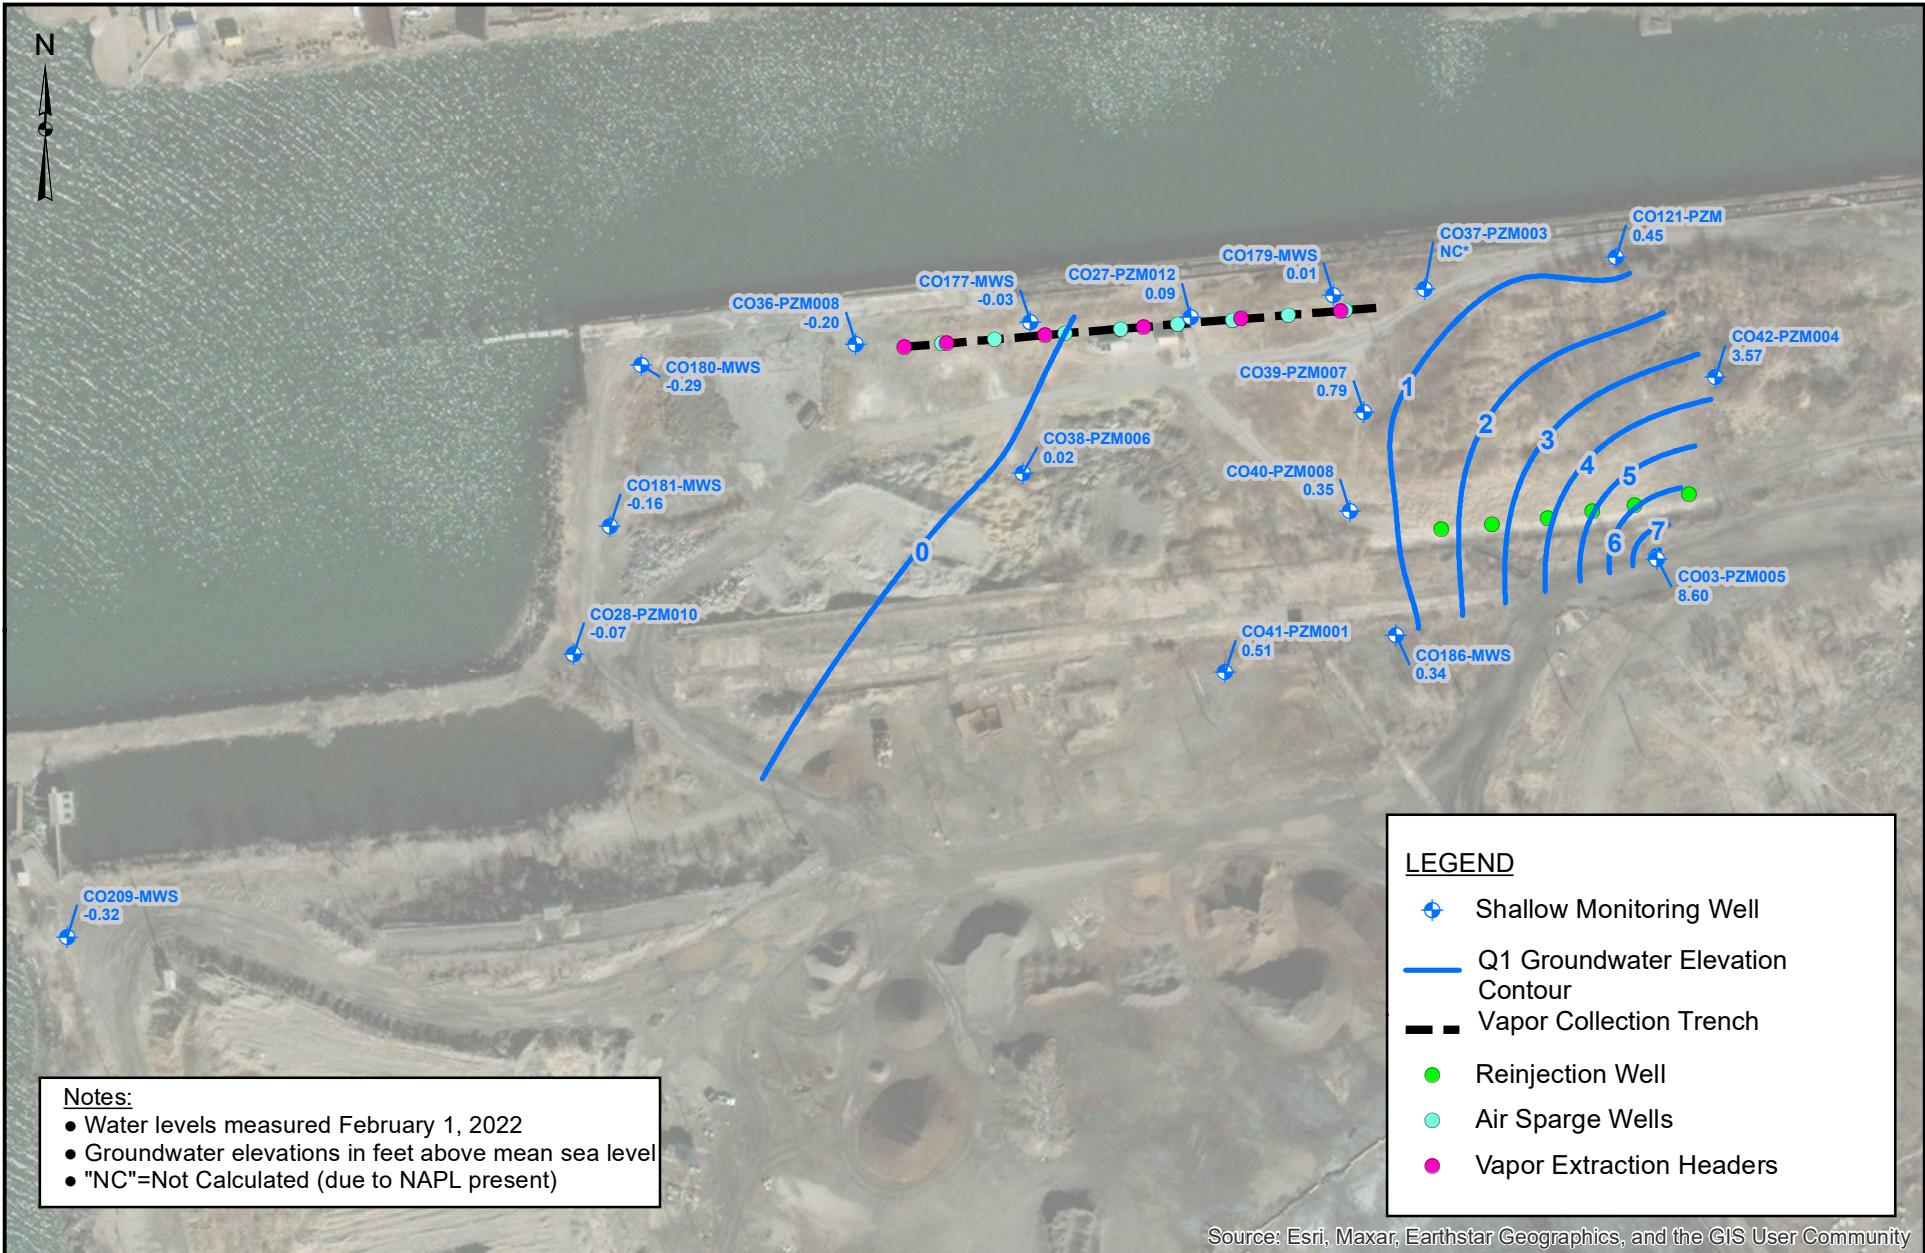 N
CO121-PZM
0.45
CO37-PZM003
NC*
CO179-MWS
0.01
CO27-PZM012
0.09
CO177-MWS
-0.03
CO36-PZM008
-0.20
CO180-MWS
-0.29
CO42-PZM004
3.57
CO39-PZM007
0.79
1
2
3
4
5
6
7
CO38-PZM006
0.02
CO40-PZM008
0.35
CO181-MWS
-0.16
0
CO03-PZM005
8.60
CO28-PZM010
-0.07
CO41-PZM001
0.51
CO186-MWS
0.34
CO209-MWS
-0.32
LEGEND
Shallow Monitoring Well
Q1 Groundwater Elevation
Contour
Vapor Collection Trench
Reinjection Well
Air Sparge Wells
Vapor Extraction Headers
Notes:
● Water levels measured February 1, 2022
● Groundwater elevations in feet above mean sea level
● "NC"=Not Calculated (due to NAPL present)
Source: Esri, Maxar, Earthstar Geographics, and the GIS User Community